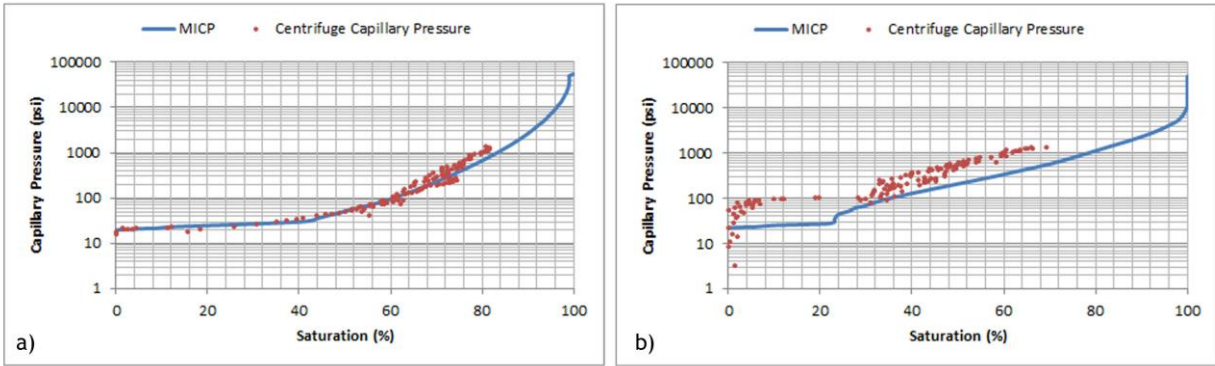 MICP Centrifuge Capillary Pressure
Capillary Pressure (psi)
100000
10000
1000
100
10
1
0 20 40 60 80 100
Saturation (%)
a)
MICP Centrifuge Capillary Pressure
Capillary Pressure (psi)
100000
10000
1000
100
10
1
0 20 40 60 80 100
Saturation (%)
b)